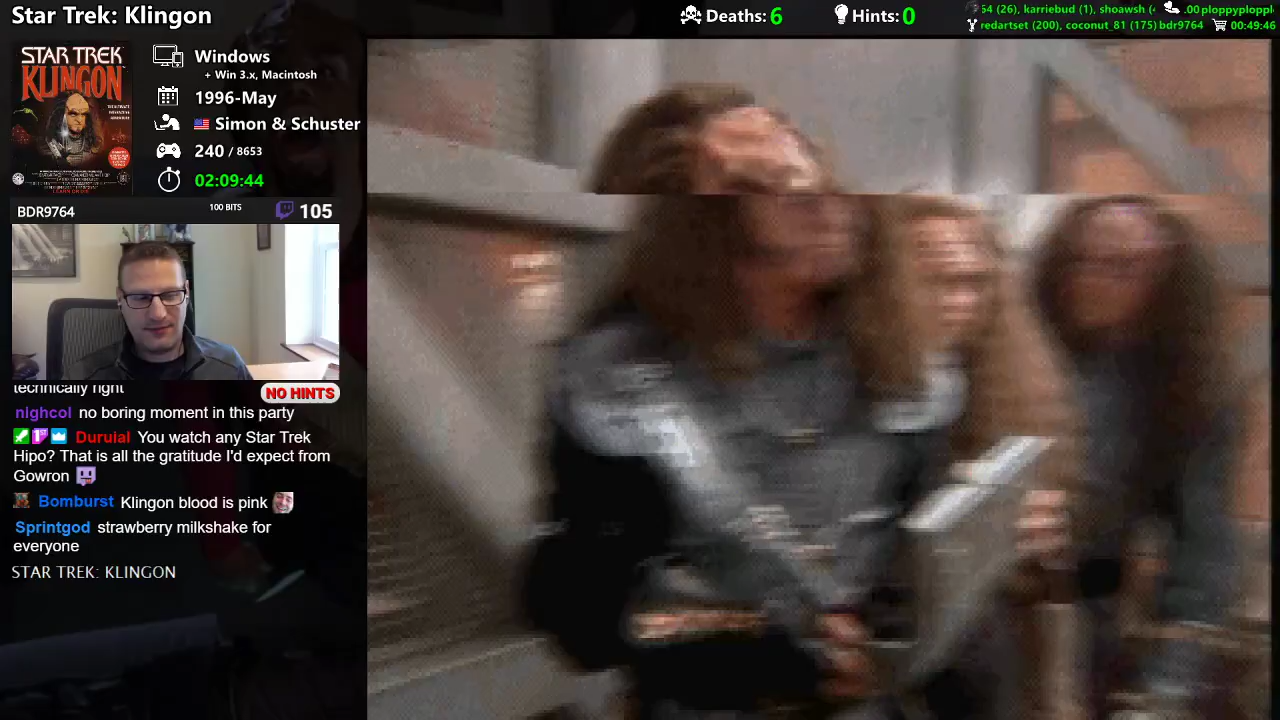 Star Trek: Klingon
Deaths: 6
Hints: 0
54 (26), karriebud (1), shoawsh (
.00 ploppyploppl
redartset (200), coconut_81 (175) bdr9764
00:49:46
STAR TREK
KLINGON
Windows
+ Win 3.x, Macintosh
1996-May
Simon & Schuster
240 / 8653
02:09:44
BDR9764
100 BITS
105
technically right
NO HINTS
nighcol no boring moment in this party
Duruial You watch any Star Trek
Hipo? That is all the gratitude I'd expect from
Gowron
Bomburst Klingon blood is pink
Sprintgod strawberry milkshake for
everyone
STAR TREK: KLINGON